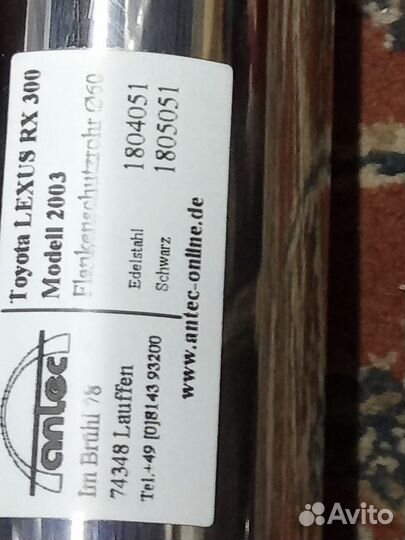 Toyota LEXUS RX 300
Modell 2003
Flankenschutzrohr Ø60
Edelstahl 1804051
Schwarz 1805051
www.antec-online.de
antec
Im Brühl 28
74348 Lauffen
Tel.+49 [0]8143 93200
Avito